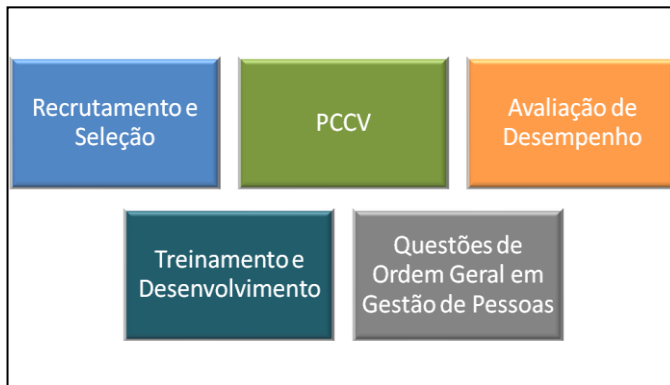 Recrutamento e
Seleção
PCCV
Avaliação de
Desempenho
Treinamento e
Desenvolvimento
Questões de
Ordem Geral em
Gestão de Pessoas